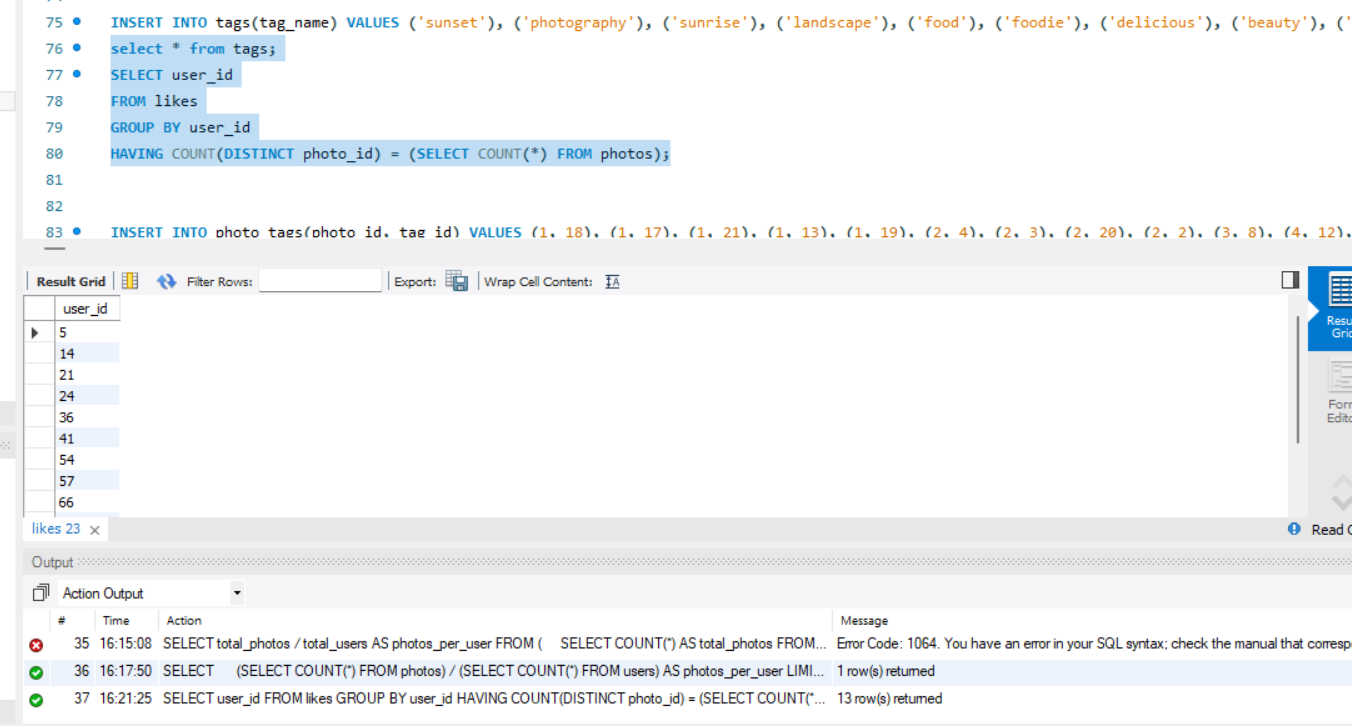 75 INSERT INTO tags(tag_name) VALUES ('sunset'), ('photography'), ('sunrise'), ('landscape'), ('food'), ('foodie'), ('delicious'), ('beauty'), ('
76 select * from tags;
77 SELECT user_id
78 FROM likes
79 GROUP BY user_id
80 HAVING COUNT(DISTINCT photo_id) = (SELECT COUNT(*) FROM photos);
81
82
83 INSERT INTO photo_tags(photo_id, tag_id) VALUES (1, 18), (1, 17), (1, 21), (1, 13), (1, 19), (2, 4), (2, 3), (2, 20), (2, 2), (3, 8), (4, 12),
Result Grid Filter Rows: Export: Wrap Cell Content:
user_id
5
14
21
24
36
41
54
57
66
Resu
Grid
Form
Edito
likes 23 Read
Output
Action Output
# Time Action Message
35 16:15:08 SELECT total_photos / total_users AS photos_per_user FROM ( SELECT COUNT(*) AS total_photos FROM... Error Code: 1064. You have an error in your SQL syntax; check the manual that corresp
36 16:17:50 SELECT (SELECT COUNT(*) FROM photos) / (SELECT COUNT(*) FROM users) AS photos_per_user LIMI... 1 row(s) returned
37 16:21:25 SELECT user_id FROM likes GROUP BY user_id HAVING COUNT(DISTINCT photo_id) = (SELECT COUNT(*... 13 row(s) returned